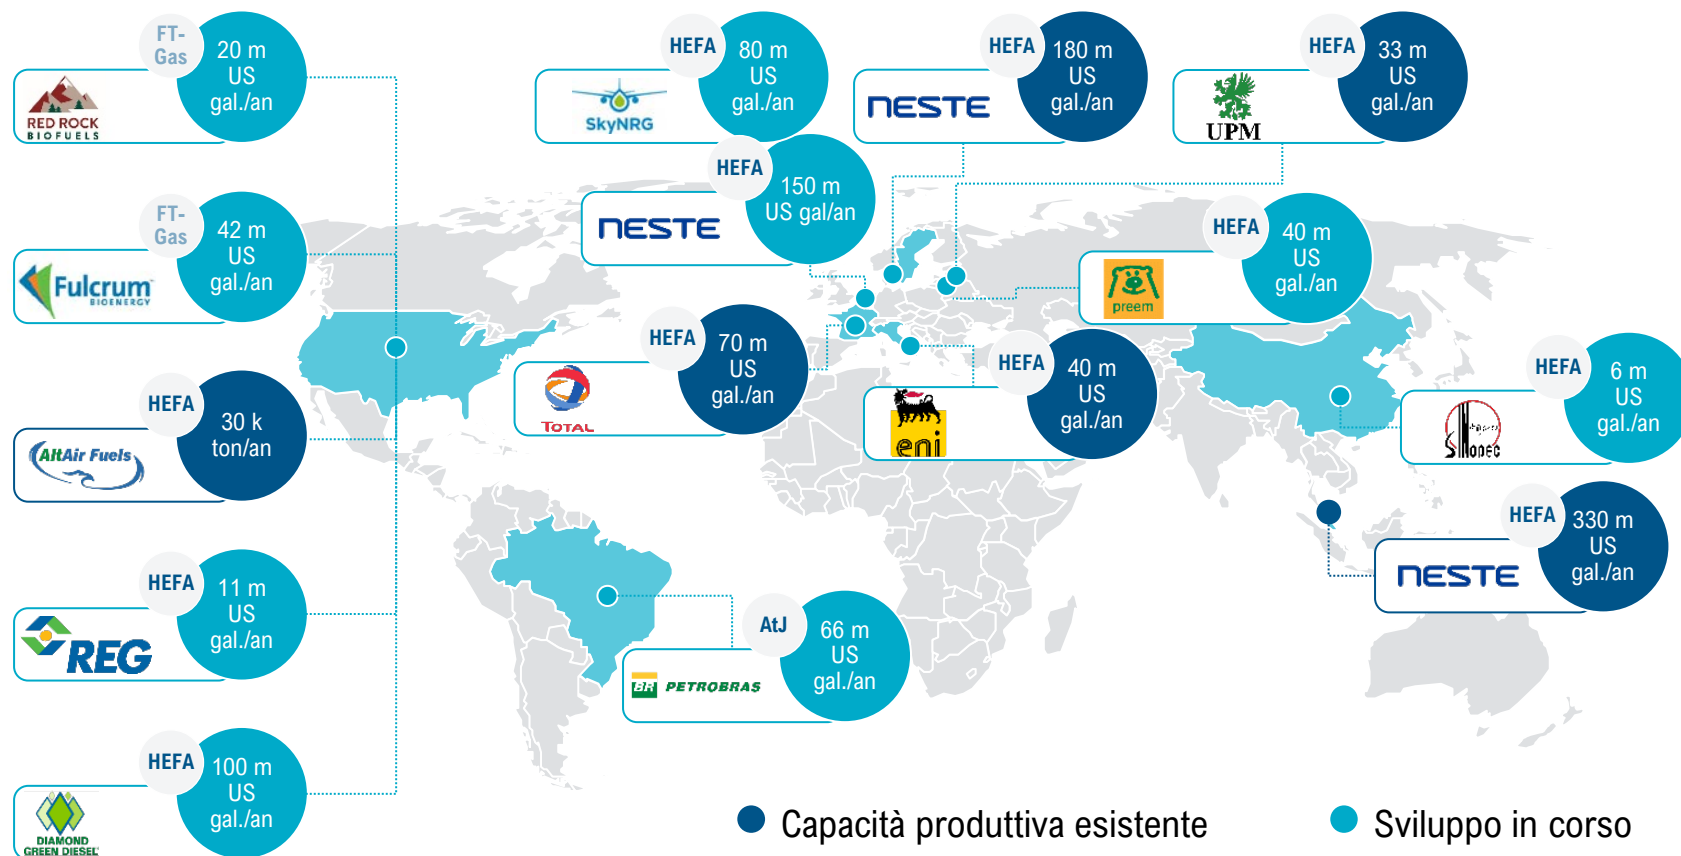 FT-
Gas
20 m
US
gal./an
RED ROCK
BIOFUELS
HEFA
80 m
US
gal./an
SkyNRG
HEFA
180 m
US
gal./an
NESTE
HEFA
33 m
US
gal./an
UPM
HEFA
150 m
US gal/an
NESTE
FT-
Gas
42 m
US
gal./an
Fulcrum
BIOENERGY
HEFA
40 m
US
gal./an
preem
HEFA
70 m
US
gal./an
TOTAL
HEFA
40 m
US
gal./an
eni
HEFA
6 m
US
gal./an
Sinopec
HEFA
30 k
ton/an
AltAir Fuels
HEFA
330 m
US
gal./an
NESTE
HEFA
11 m
US
gal./an
REG
AtJ
66 m
US
gal./an
BR PETROBRAS
HEFA
100 m
US
gal./an
DIAMOND
GREEN DIESEL
Capacità produttiva esistente
Sviluppo in corso